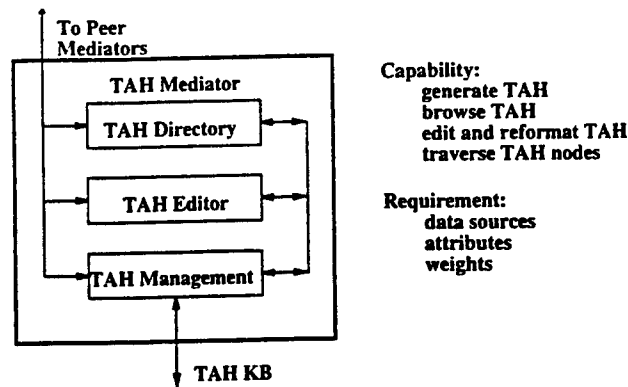 To Peer
Mediators
TAH Mediator
TAH Directory
TAH Editor
TAH Management
TAH KB
Capability:
generate TAH
browse TAH
edit and reformat TAH
traverse TAH nodes
Requirement:
data sources
attributes
weights